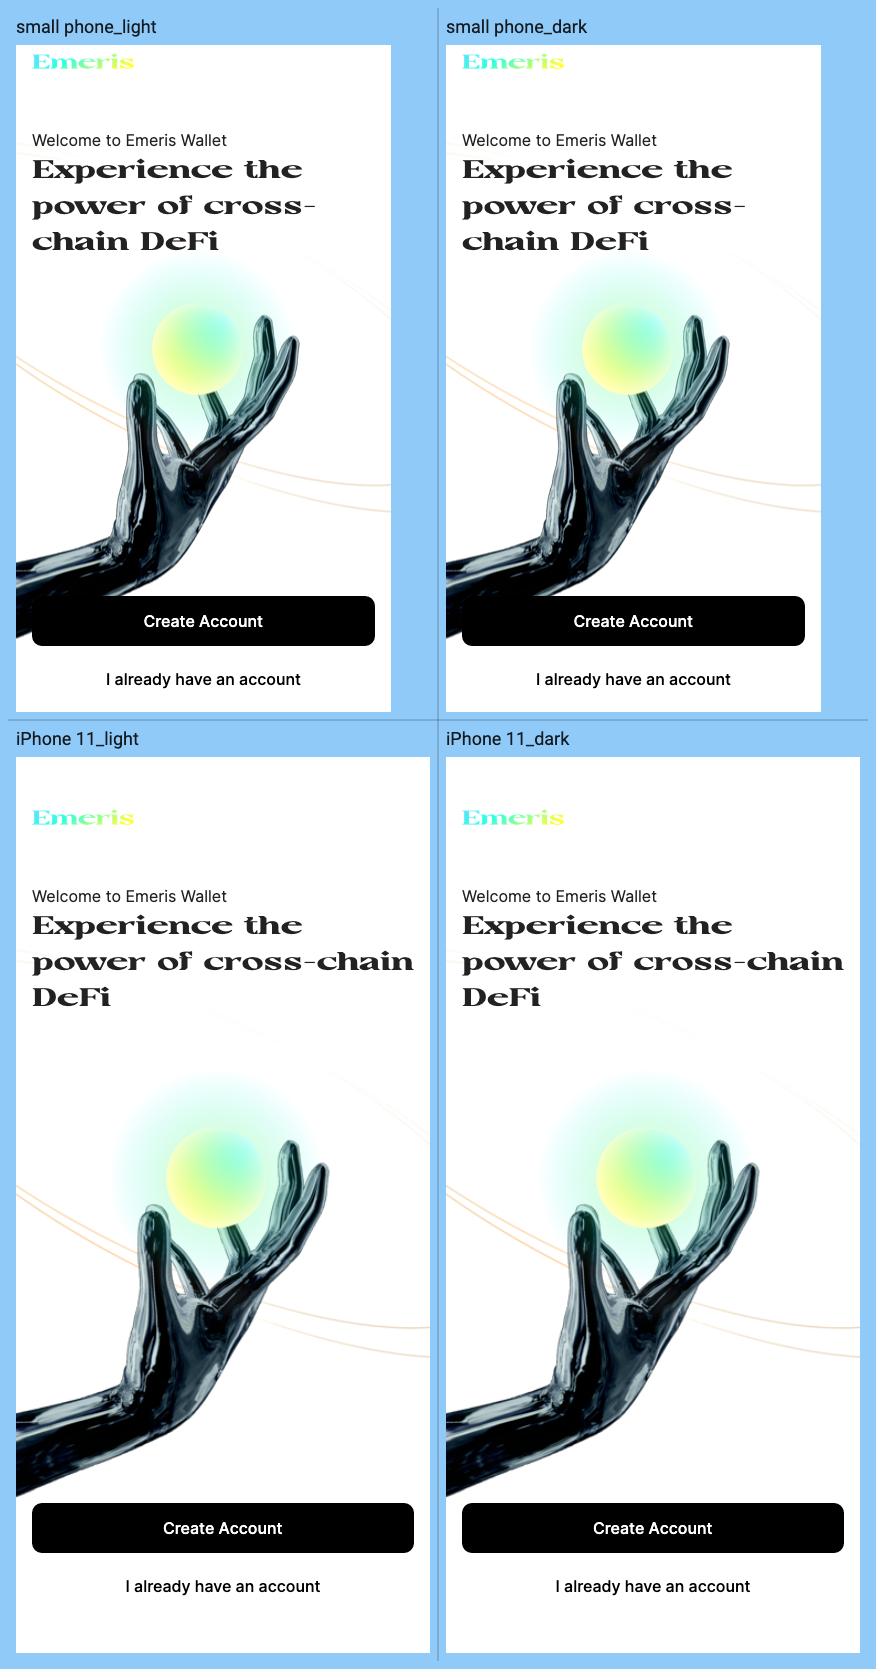 small phone_light
Emeris
Welcome to Emeris Wallet
Experience the
power of cross-
chain DeFi
Create Account
I already have an account
small phone_dark
Emeris
Welcome to Emeris Wallet
Experience the
power of cross-
chain DeFi
Create Account
I already have an account
iPhone 11_light
Emeris
Welcome to Emeris Wallet
Experience the
power of cross-chain
DeFi
Create Account
I already have an account
iPhone 11_dark
Emeris
Welcome to Emeris Wallet
Experience the
power of cross-chain
DeFi
Create Account
I already have an account